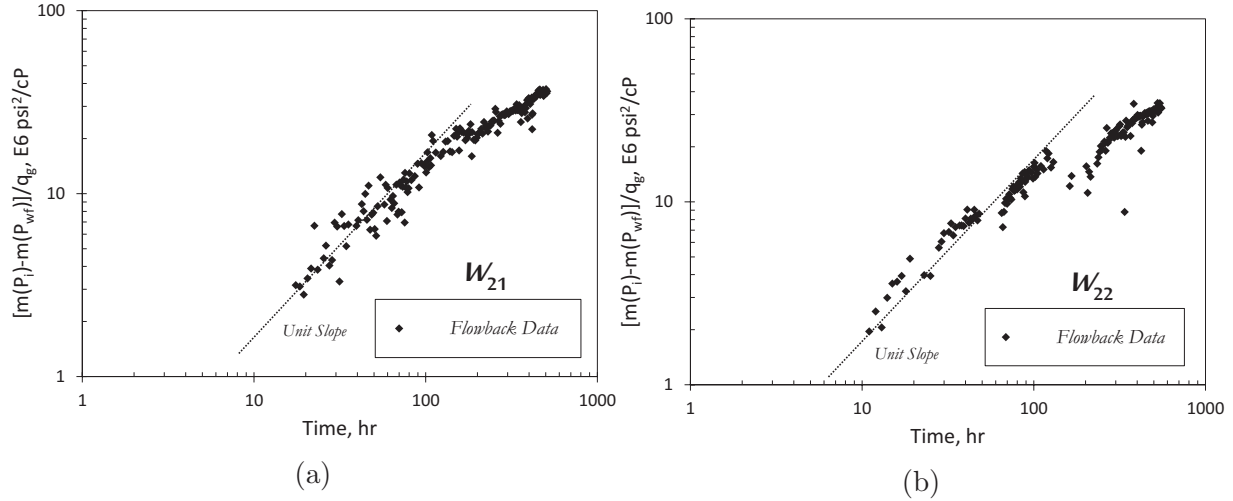 100
10
1
[m(P_i)-m(P_wf)]/q_g, E6 psi²/cP
W_21
Unit Slope
Flowback Data
1 10 100 1000
Time, hr
(a)
100
10
1
[m(P_i)-m(P_wf)]/q_g, E6 psi²/cP
W_22
Unit Slope
Flowback Data
1 10 100 1000
Time, hr
(b)